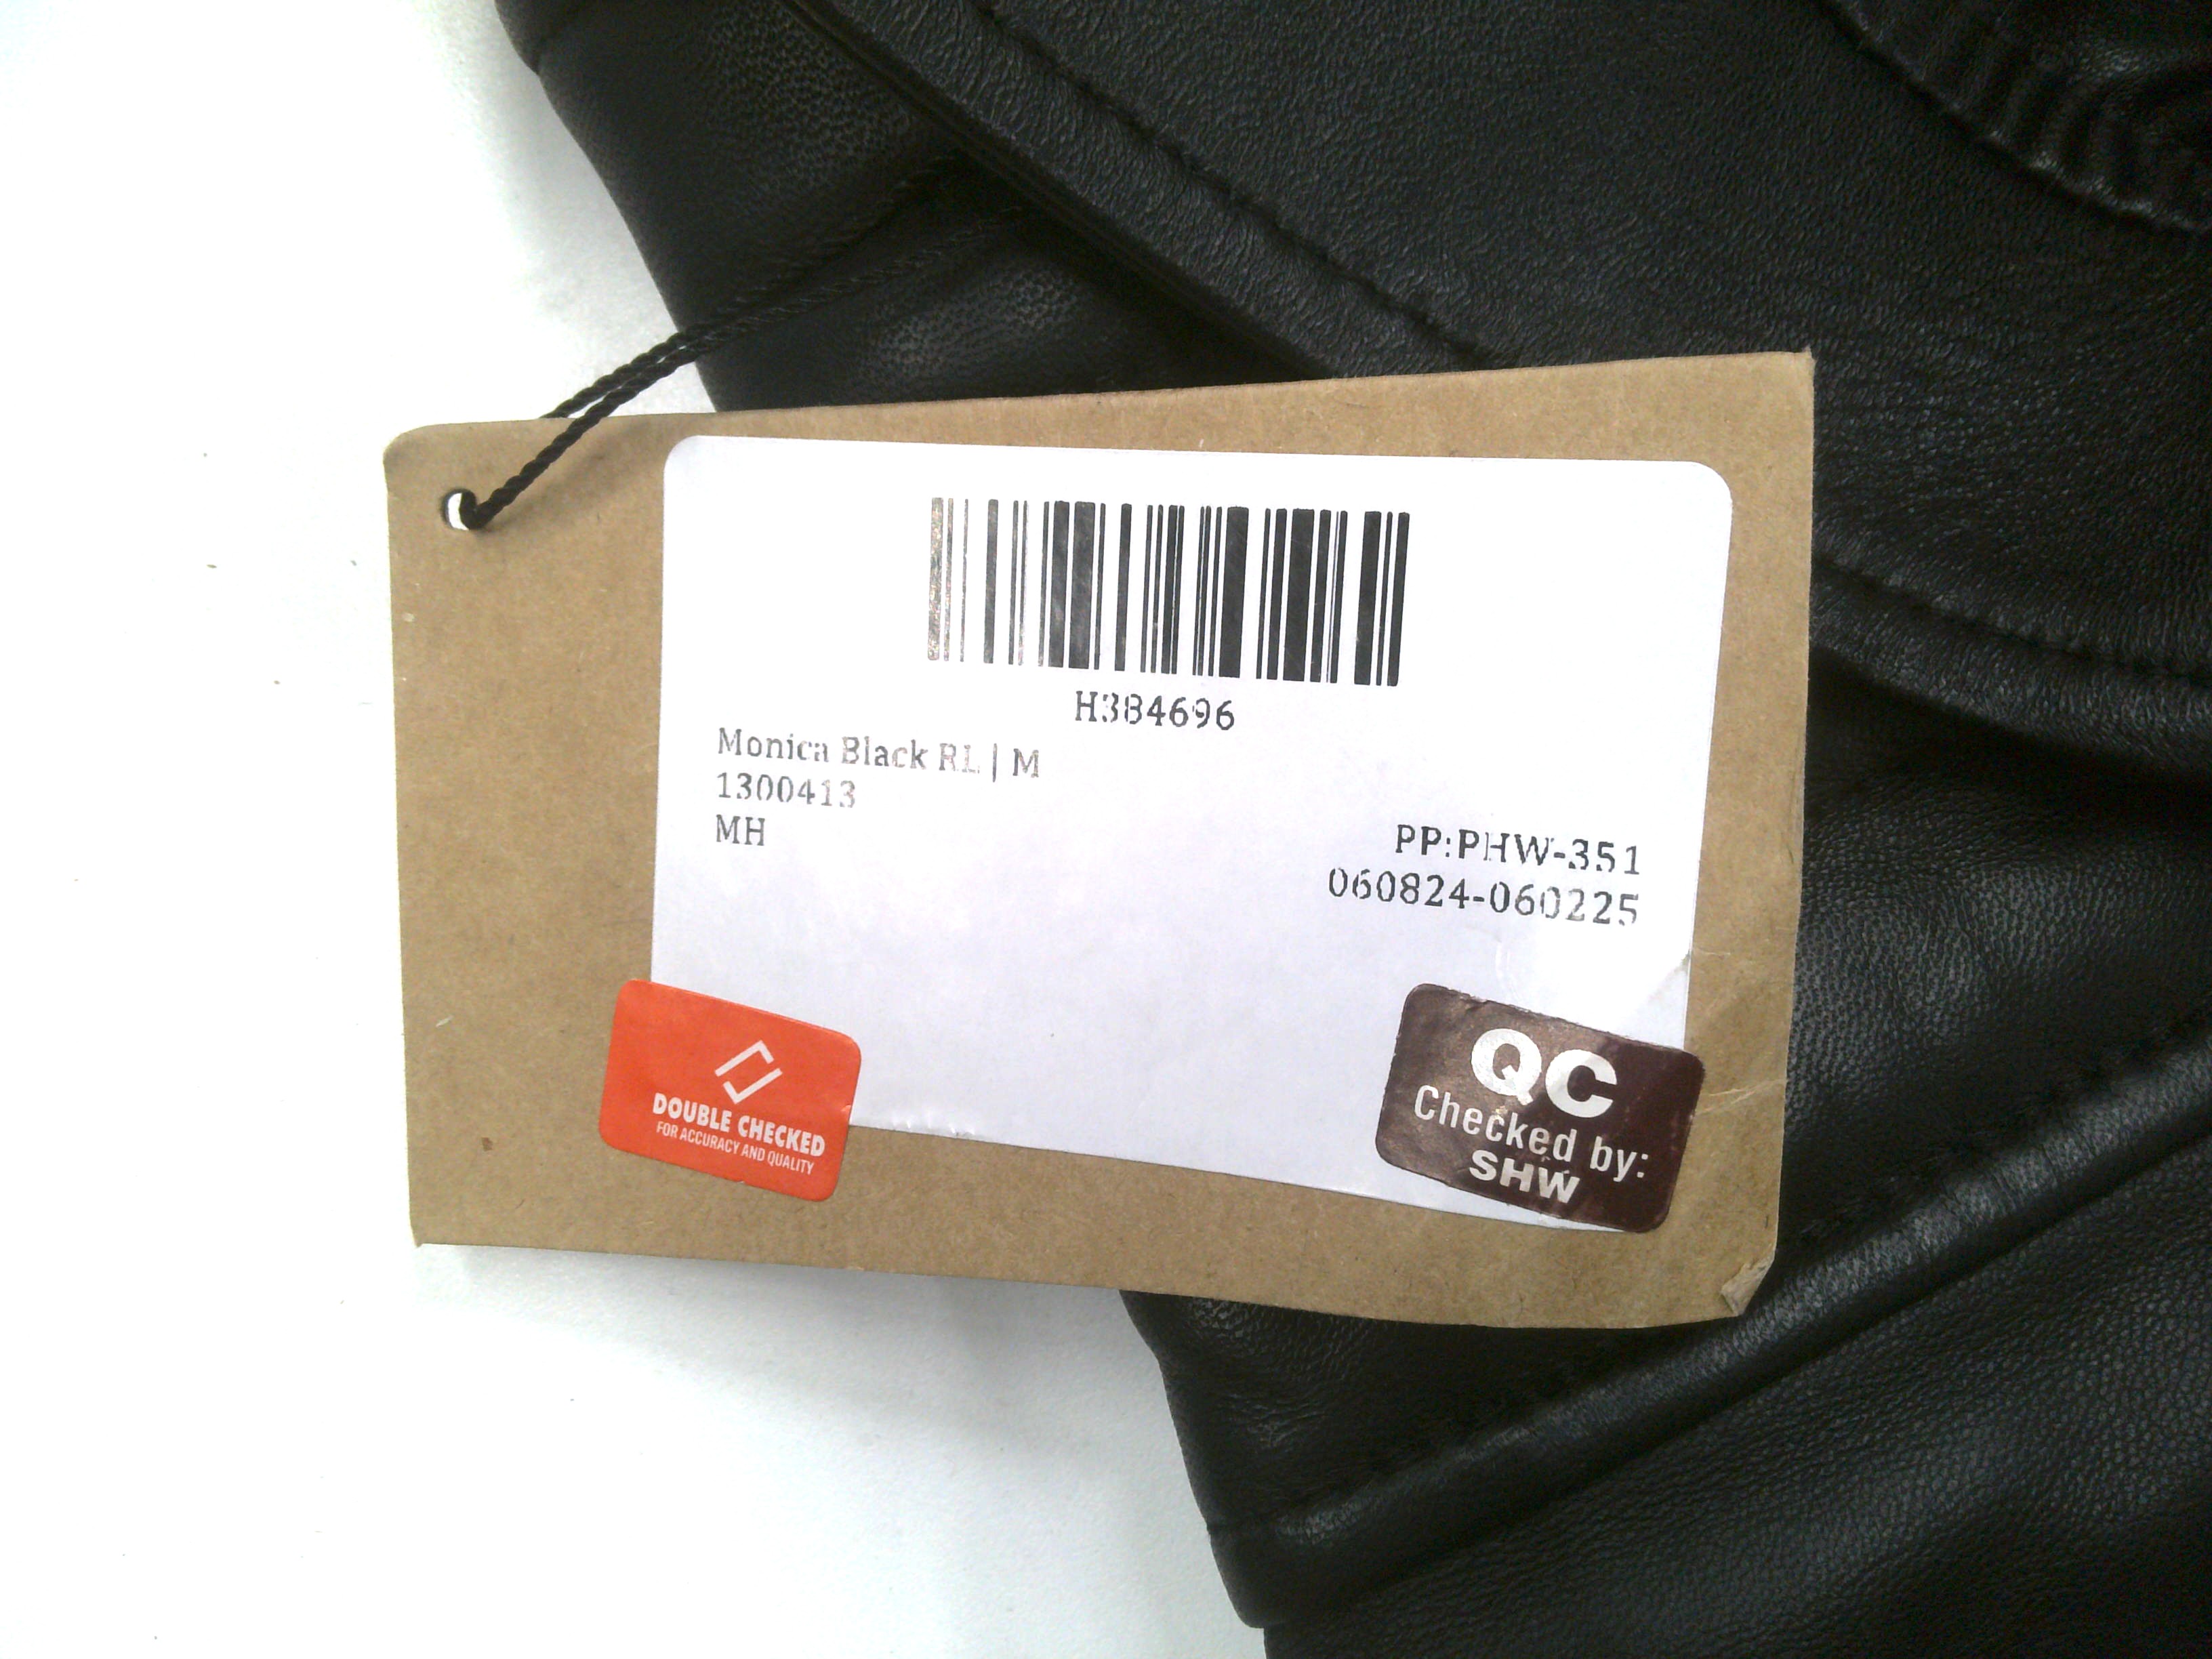 H384696
Monica Black RL | M
1300413
MH
PP:PHW-351
060824-060225
DOUBLE CHECKED
FOR ACCURACY AND QUALITY
QC
Checked by:
SHW